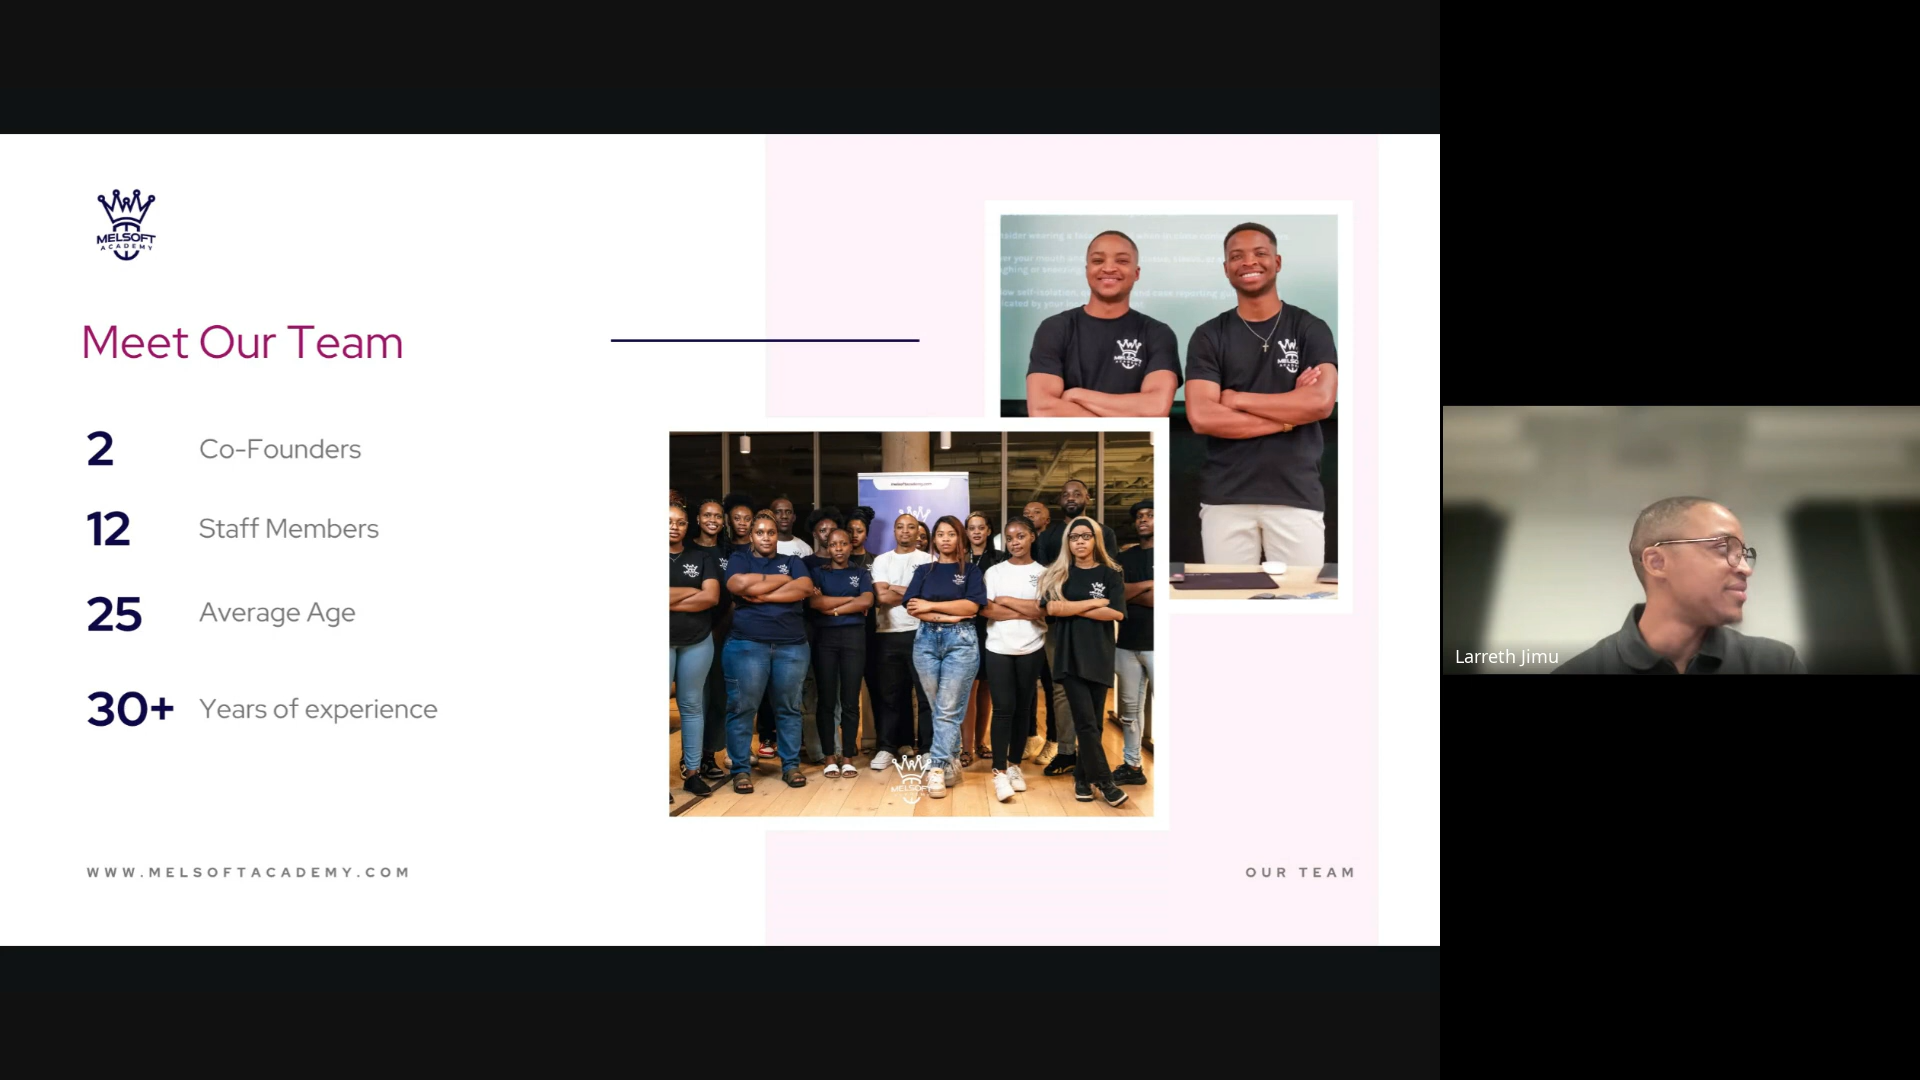 MELSOFT
ACADEMY
Meet Our Team
2 Co-Founders
12 Staff Members
25 Average Age
30+ Years of experience
WWW.MELSOFTACADEMY.COM
OUR TEAM
Larreth Jimu